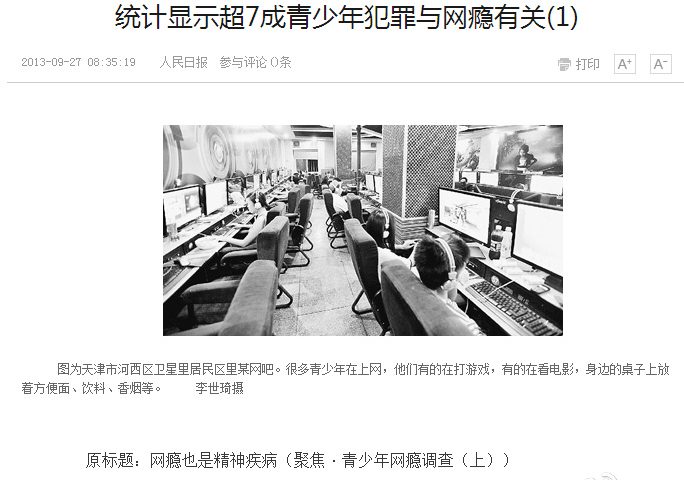 统计显示超7成青少年犯罪与网瘾有关(1)
2013-09-27 08:35:19 人民日报 参与评论0条 打印 A+ A-
图为天津市河西区卫星里居民区里某网吧。很多青少年在上网，他们有的在打游戏，有的在看电影，身边的桌子上放
着方便面、饮料、香烟等。 李世琦摄
原标题：网瘾也是精神疾病（聚焦·青少年网瘾调查（上））